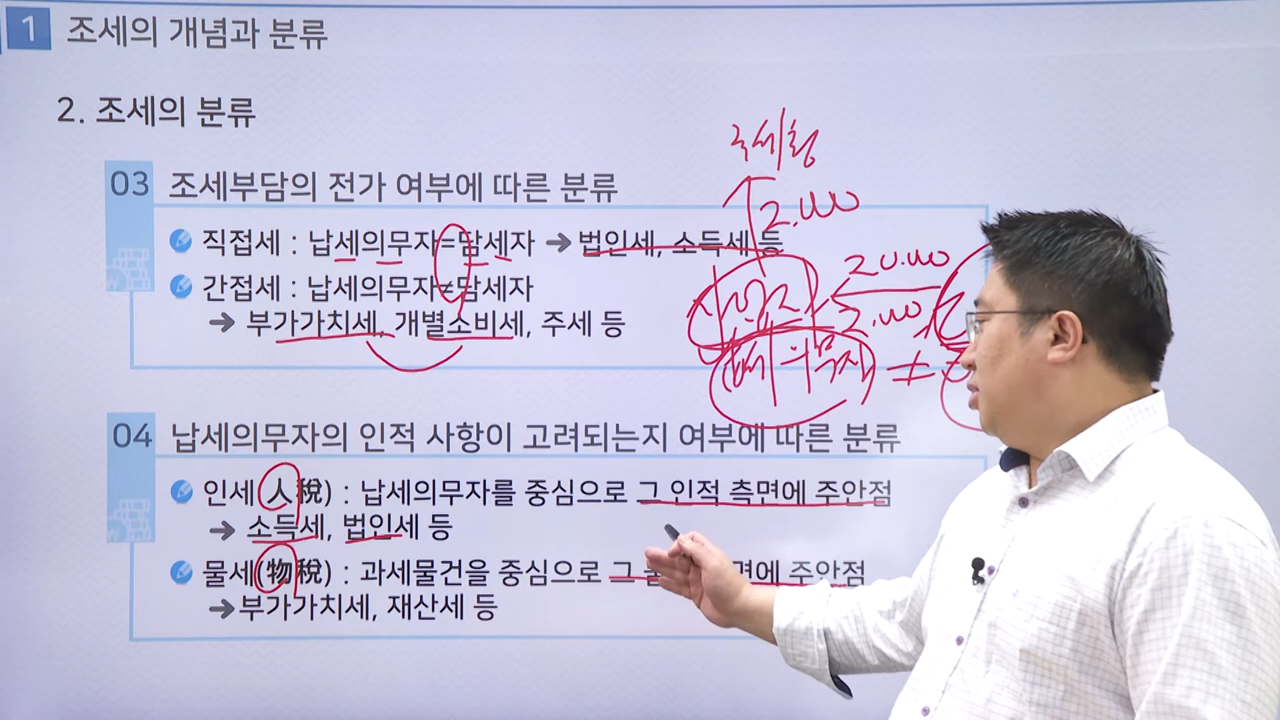 1 조세의 개념과 분류
2. 조세의 분류
국세청
2.000
03 조세부담의 전가 여부에 따른 분류
직접세 : 납세의무자=담세자 → 법인세, 소득세 등
간접세 : 납세의무자≠담세자
→ 부가가치세, 개별소비세, 주세 등
사업자
20.000
2.000
납세의무자 ≠
04 납세의무자의 인적 사항이 고려되는지 여부에 따른 분류
인세(人稅) : 납세의무자를 중심으로 그 인적 측면에 주안점
→ 소득세, 법인세 등
물세(物稅) : 과세물건을 중심으로 그 면에 주안점
→ 부가가치세, 재산세 등